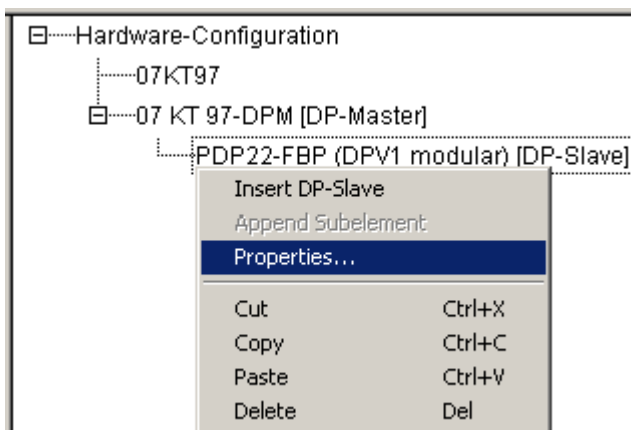 Hardware-Configuration
07KT97
07 KT 97-DPM [DP-Master]
PDP22-FBP (DPV1 modular) [DP-Slave]
Insert DP-Slave
Append Subelement
Properties...
Cut Ctrl+X
Copy Ctrl+C
Paste Ctrl+V
Delete Del